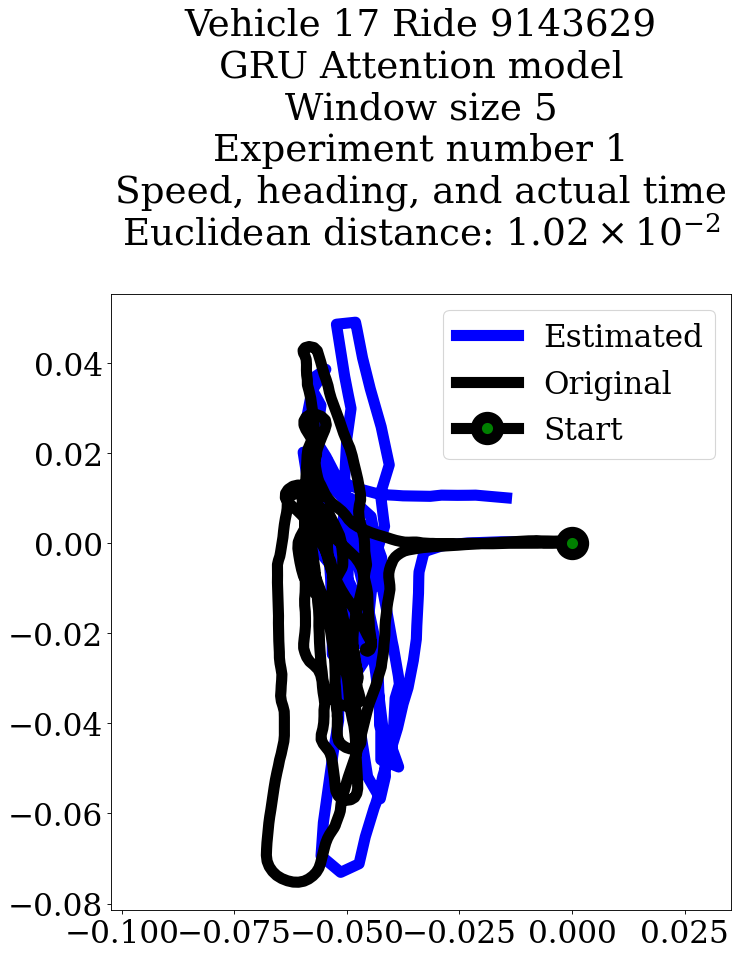 Vehicle 17 Ride 9143629
GRU Attention model
Window size 5
Experiment number 1
Speed, heading, and actual time
Euclidean distance: 1.02 × 10⁻²
Estimated
Original
Start
0.04
0.02
0.00
−0.02
−0.04
−0.06
−0.08
−0.100 −0.075 −0.050 −0.025 0.000 0.025